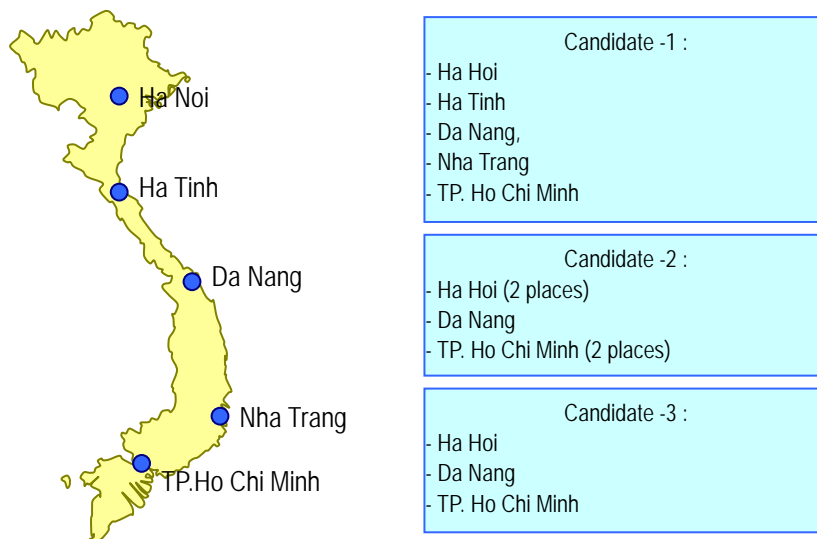 Ha Noi
Ha Tinh
Da Nang
Nha Trang
TP.Ho Chi Minh
Candidate -1 :
- Ha Hoi
- Ha Tinh
- Da Nang,
- Nha Trang
- TP. Ho Chi Minh
Candidate -2 :
- Ha Hoi (2 places)
- Da Nang
- TP. Ho Chi Minh (2 places)
Candidate -3 :
- Ha Hoi
- Da Nang
- TP. Ho Chi Minh